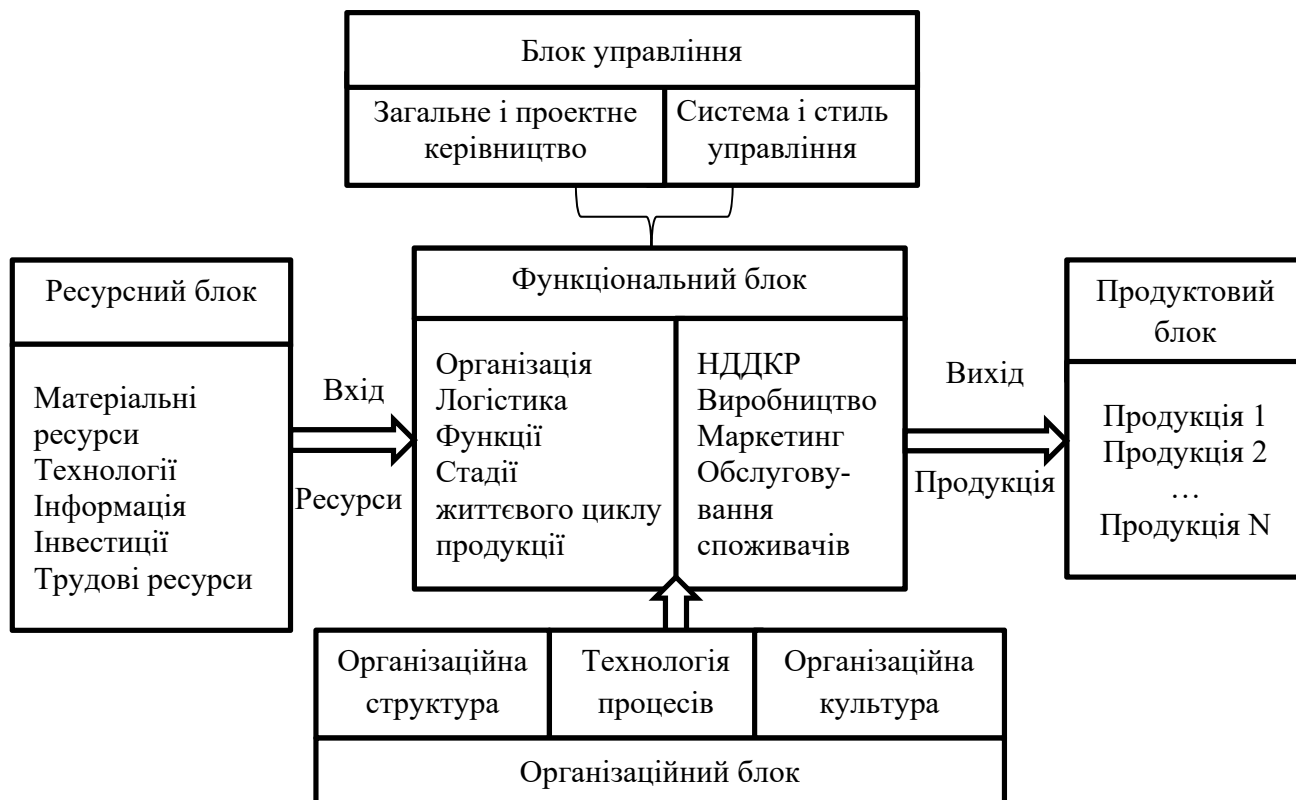 Блок управління
Загальне і проектне
керівництво
Система і стиль
управління
Ресурсний блок
Матеріальні
ресурси
Технології
Інформація
Інвестиції
Трудові ресурси
Вхід
Ресурси
Функціональний блок
Організація
Логістика
Функції
Стадії
життєвого циклу
продукції
НДДКР
Виробництво
Маркетинг
Обслугову-
вання
споживачів
Вихід
Продукція
Продуктовий
блок
Продукція 1
Продукція 2
…
Продукція N
Організаційна
структура
Технологія
процесів
Організаційна
культура
Організаційний блок